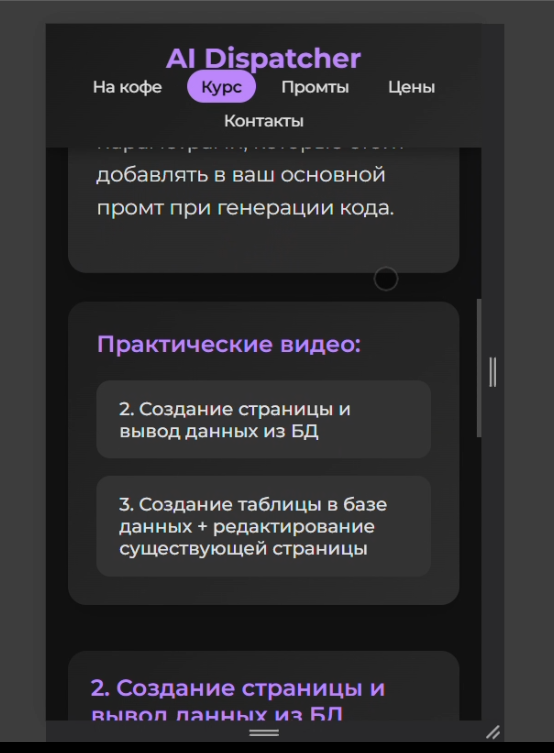 AI Dispatcher
На кофе Курс Промты Цены
Контакты
добавлять в ваш основной
промт при генерации кода.
Практические видео:
2. Создание страницы и
вывод данных из БД
3. Создание таблицы в базе
данных + редактирование
существующей страницы
2. Создание страницы и
вывод данных из БД